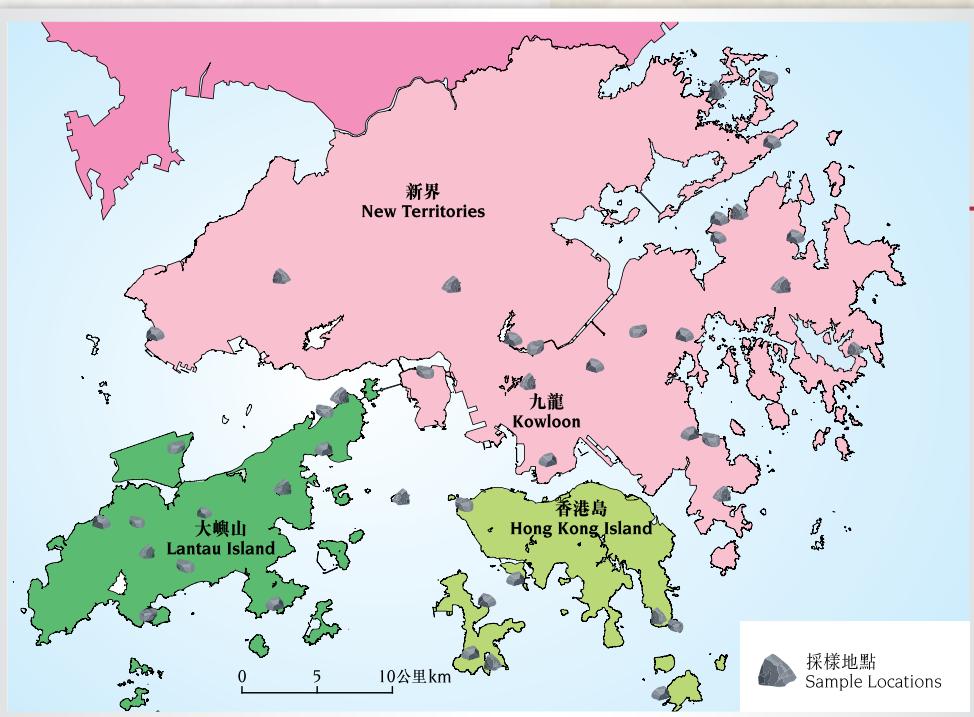 新界
New Territories
九龍
Kowloon
香港島
Hong Kong Island
大嶼山
Lantau Island
0 5 10公里km
採樣地點
Sample Locations